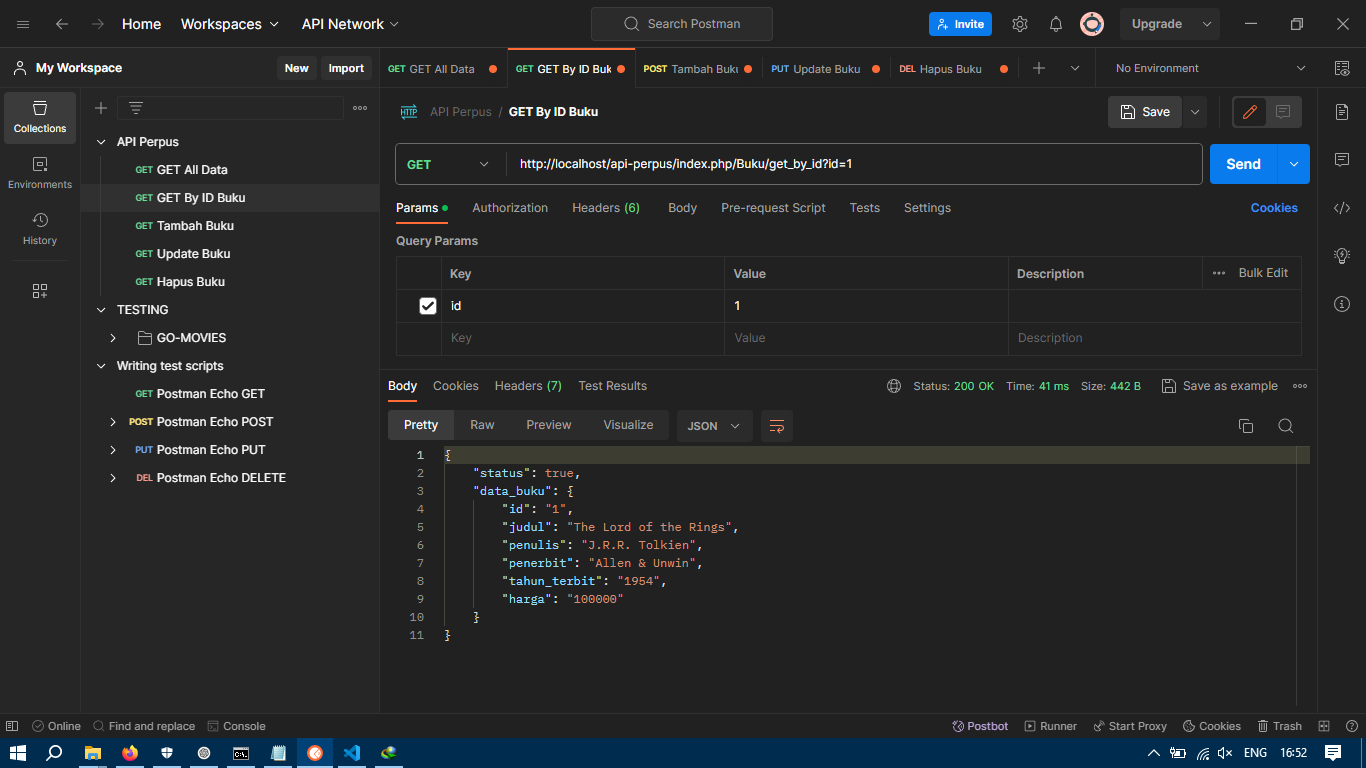 Home Workspaces API Network Search Postman Invite Upgrade
My Workspace New Import GET GET All Data GET GET By ID Buk POST Tambah Buku PUT Update Buku DEL Hapus Buku No Environment
Collections
Environments
History
API Perpus
GET GET All Data
GET GET By ID Buku
GET Tambah Buku
GET Update Buku
GET Hapus Buku
TESTING
GO-MOVIES
Writing test scripts
GET Postman Echo GET
POST Postman Echo POST
PUT Postman Echo PUT
DEL Postman Echo DELETE
HTTP API Perpus / GET By ID Buku Save
GET http://localhost/api-perpus/index.php/Buku/get_by_id?id=1 Send
Params Authorization Headers (6) Body Pre-request Script Tests Settings Cookies
Query Params
Key Value Description Bulk Edit
id 1
Key Value Description
Body Cookies Headers (7) Test Results Status: 200 OK Time: 41 ms Size: 442 B Save as example
Pretty Raw Preview Visualize JSON
1 {
2 "status": true,
3 "data_buku": {
4 "id": "1",
5 "judul": "The Lord of the Rings",
6 "penulis": "J.R.R. Tolkien",
7 "penerbit": "Allen & Unwin",
8 "tahun_terbit": "1954",
9 "harga": "100000"
10 }
11 }
Online Find and replace Console Postbot Runner Start Proxy Cookies Trash
ENG 16:52